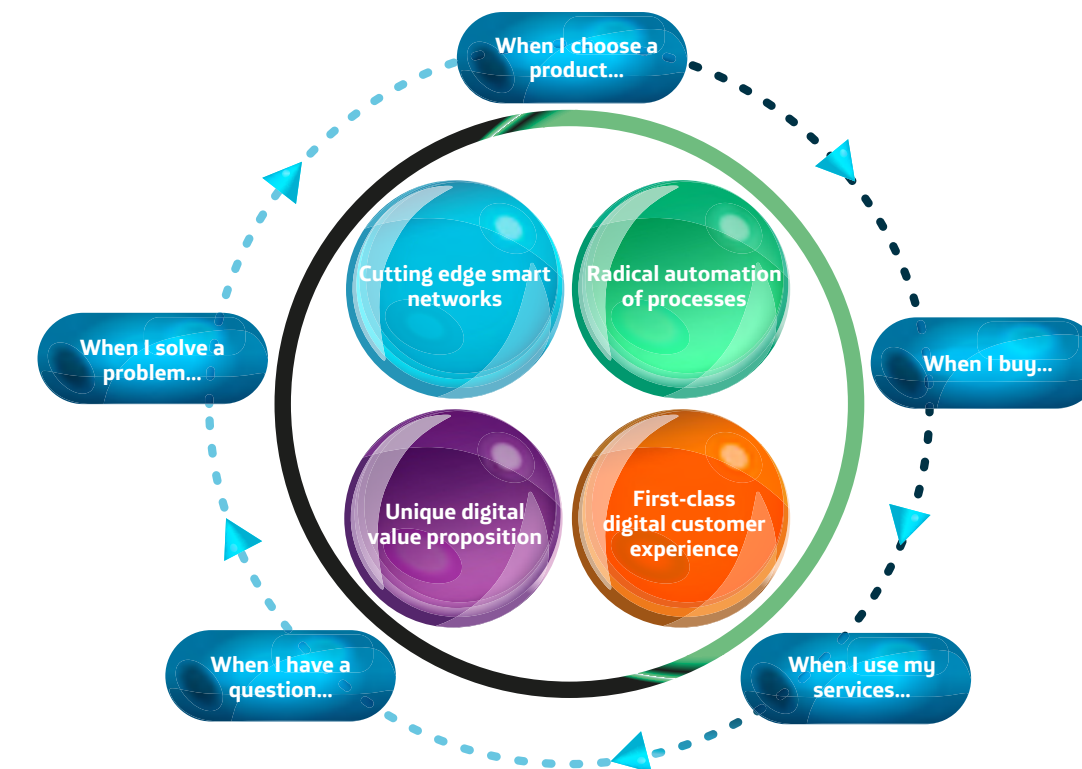 When I choose a
product...
Cutting edge smart
networks
Radical automation
of processes
When I solve a
problem...
When I buy...
Unique digital
value proposition
First-class
digital customer
experience
When I have a
question...
When I use my
services...